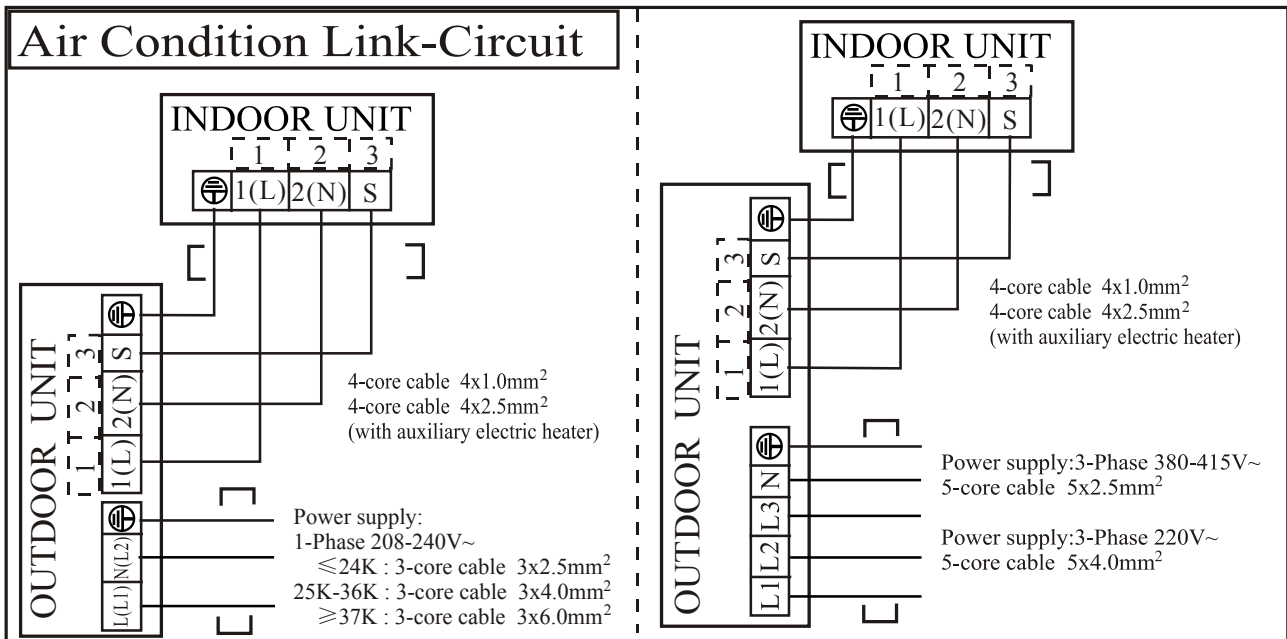 Air Condition Link-Circuit
INDOOR UNIT
1 2 3
1(L) 2(N) S
OUTDOOR UNIT
3 S
2 2(N)
1 1(L)
N(L2)
L(L1)
4-core cable 4x1.0mm²
4-core cable 4x2.5mm²
(with auxiliary electric heater)
Power supply:
1-Phase 208-240V~
≤24K : 3-core cable 3x2.5mm²
25K-36K : 3-core cable 3x4.0mm²
≥37K : 3-core cable 3x6.0mm²
INDOOR UNIT
1 2 3
1(L) 2(N) S
OUTDOOR UNIT
3 S
2 2(N)
1 1(L)
N
L3
L2
L1
4-core cable 4x1.0mm²
4-core cable 4x2.5mm²
(with auxiliary electric heater)
Power supply:3-Phase 380-415V~
5-core cable 5x2.5mm²
Power supply:3-Phase 220V~
5-core cable 5x4.0mm²